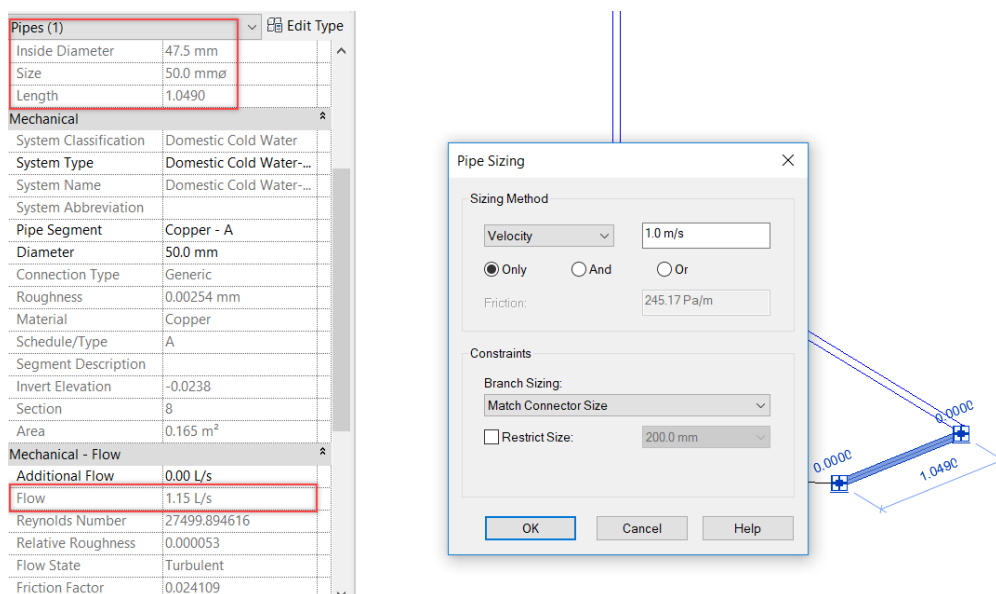 Pipes (1)
Edit Type
Inside Diameter 47.5 mm
Size 50.0 mmø
Length 1.0490
Mechanical
System Classification Domestic Cold Water
System Type Domestic Cold Water-...
System Name Domestic Cold Water-...
System Abbreviation
Pipe Segment Copper - A
Diameter 50.0 mm
Connection Type Generic
Roughness 0.00254 mm
Material Copper
Schedule/Type A
Segment Description
Invert Elevation -0.0238
Section 8
Area 0.165 m²
Mechanical - Flow
Additional Flow 0.00 L/s
Flow 1.15 L/s
Reynolds Number 27499.894616
Relative Roughness 0.000053
Flow State Turbulent
Friction Factor 0.024109
Pipe Sizing
Sizing Method
Velocity 1.0 m/s
Only And Or
Friction: 245.17 Pa/m
Constraints
Branch Sizing:
Match Connector Size
Restrict Size: 200.0 mm
OK Cancel Help
0.0000
0.0000
1.0490